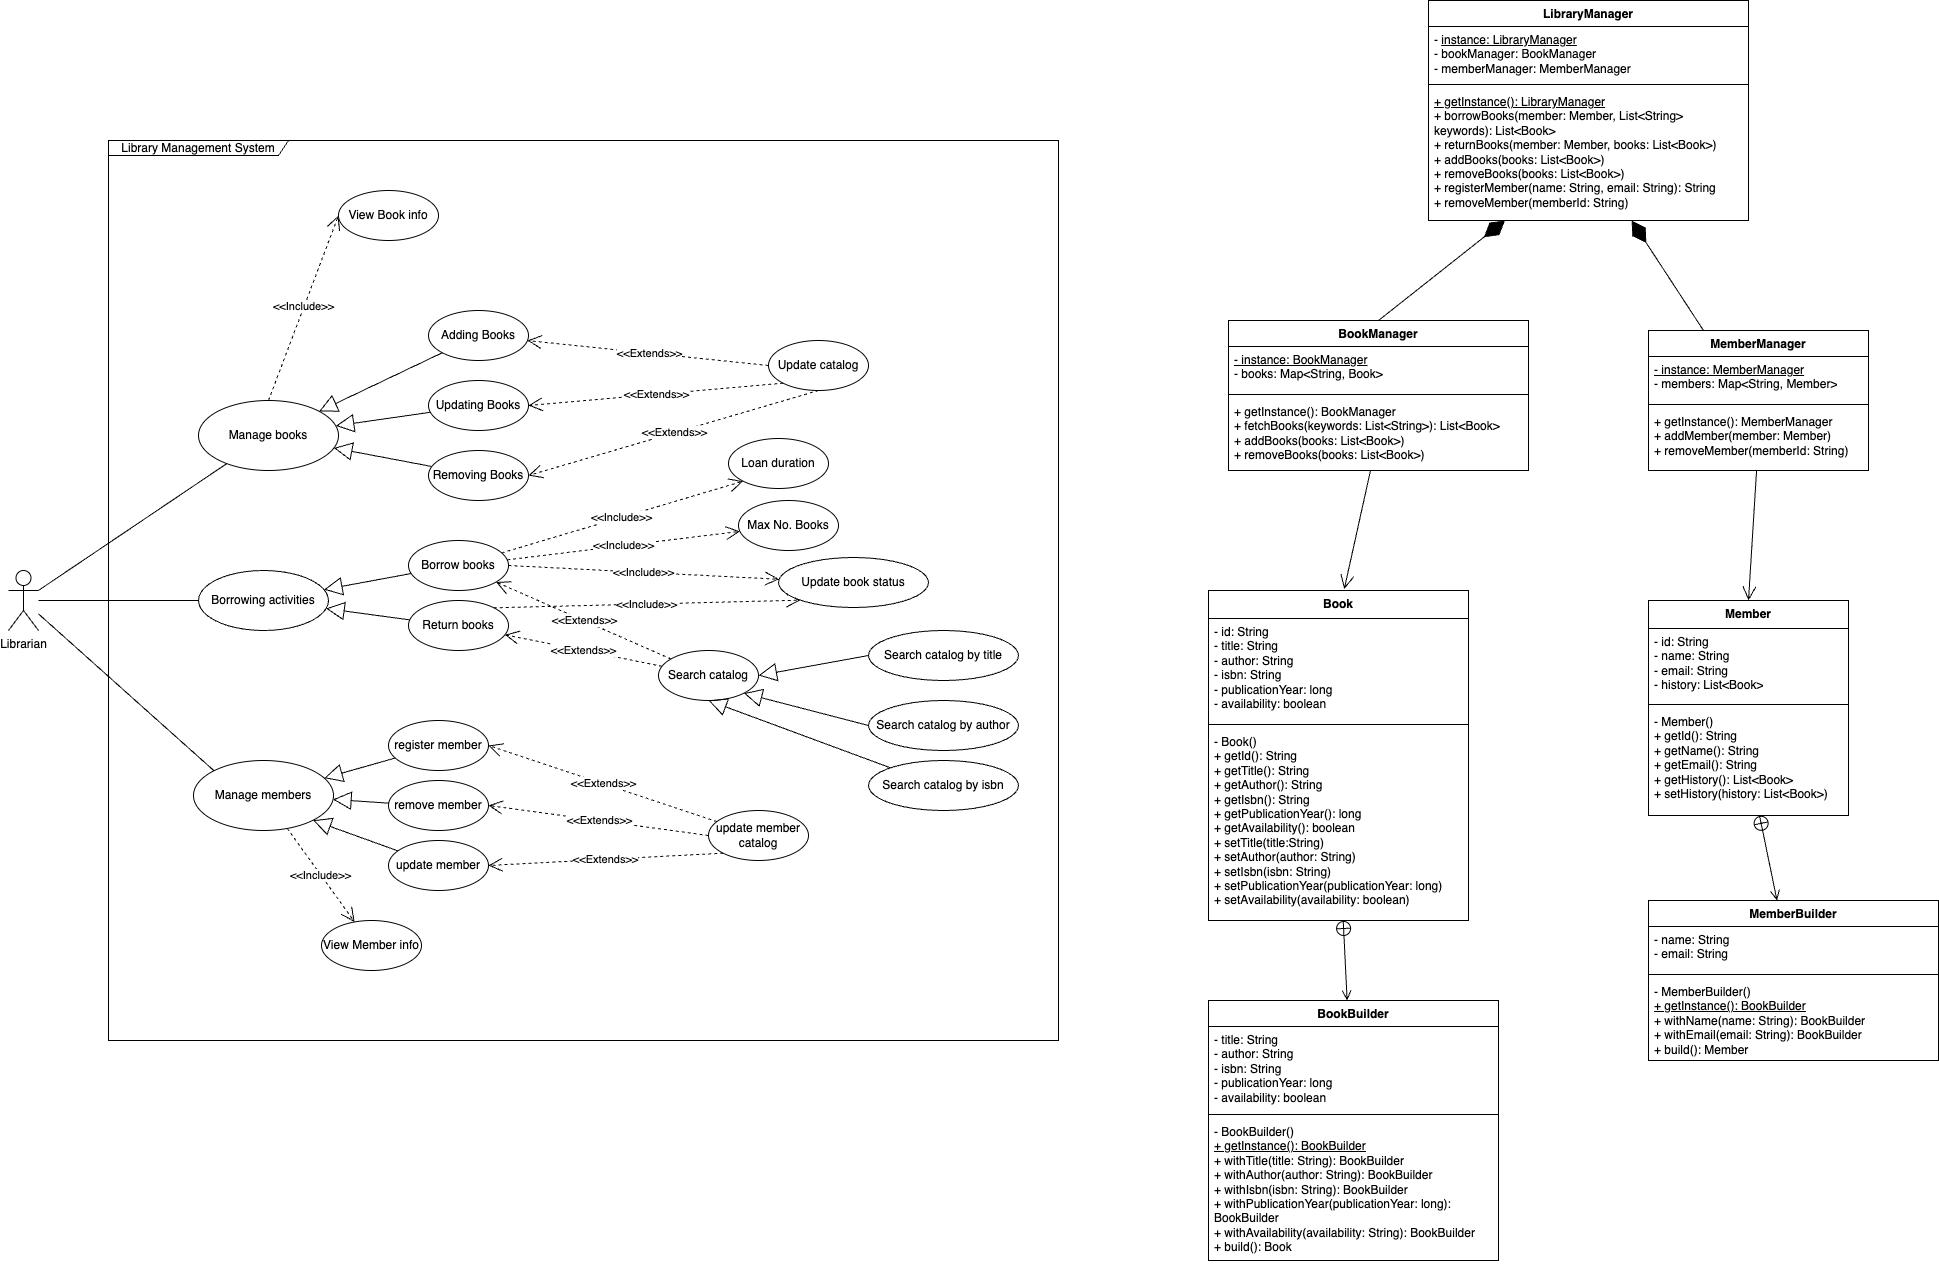 Library Management System
View Book info
<<Include>>
Adding Books
<<Extends>>
Update catalog
Updating Books
<<Extends>>
Manage books
<<Extends>>
Removing Books
Loan duration
<<Include>>
Max No. Books
<<Include>>
Borrow books
<<Include>>
Update book status
Borrowing activities
<<Include>>
Return books
<<Extends>>
<<Extends>>
Librarian
Search catalog
Search catalog by title
Search catalog by author
Search catalog by isbn
register member
<<Extends>>
Manage members
remove member
<<Extends>>
update member
catalog
update member
<<Extends>>
<<Include>>
View Member info
LibraryManager
- instance: LibraryManager
- bookManager: BookManager
- memberManager: MemberManager
+ getInstance(): LibraryManager
+ borrowBooks(member: Member, List<String>
keywords): List<Book>
+ returnBooks(member: Member, books: List<Book>)
+ addBooks(books: List<Book>)
+ removeBooks(books: List<Book>)
+ registerMember(name: String, email: String): String
+ removeMember(memberId: String)
BookManager
- instance: BookManager
- books: Map<String, Book>
+ getInstance(): BookManager
+ fetchBooks(keywords: List<String>): List<Book>
+ addBooks(books: List<Book>)
+ removeBooks(books: List<Book>)
MemberManager
- instance: MemberManager
- members: Map<String, Member>
+ getInstance(): MemberManager
+ addMember(member: Member)
+ removeMember(memberId: String)
Book
- id: String
- title: String
- author: String
- isbn: String
- publicationYear: long
- availability: boolean
- Book()
+ getId(): String
+ getTitle(): String
+ getAuthor(): String
+ getIsbn(): String
+ getPublicationYear(): long
+ getAvailability(): boolean
+ setTitle(title:String)
+ setAuthor(author: String)
+ setIsbn(isbn: String)
+ setPublicationYear(publicationYear: long)
+ setAvailability(availability: boolean)
Member
- id: String
- name: String
- email: String
- history: List<Book>
- Member()
+ getId(): String
+ getName(): String
+ getEmail(): String
+ getHistory(): List<Book>
+ setHistory(history: List<Book>)
BookBuilder
- title: String
- author: String
- isbn: String
- publicationYear: long
- availability: boolean
- BookBuilder()
+ getInstance(): BookBuilder
+ withTitle(title: String): BookBuilder
+ withAuthor(author: String): BookBuilder
+ withIsbn(isbn: String): BookBuilder
+ withPublicationYear(publicationYear: long):
BookBuilder
+ withAvailability(availability: String): BookBuilder
+ build(): Book
MemberBuilder
- name: String
- email: String
- MemberBuilder()
+ getInstance(): BookBuilder
+ withName(name: String): BookBuilder
+ withEmail(email: String): BookBuilder
+ build(): Member